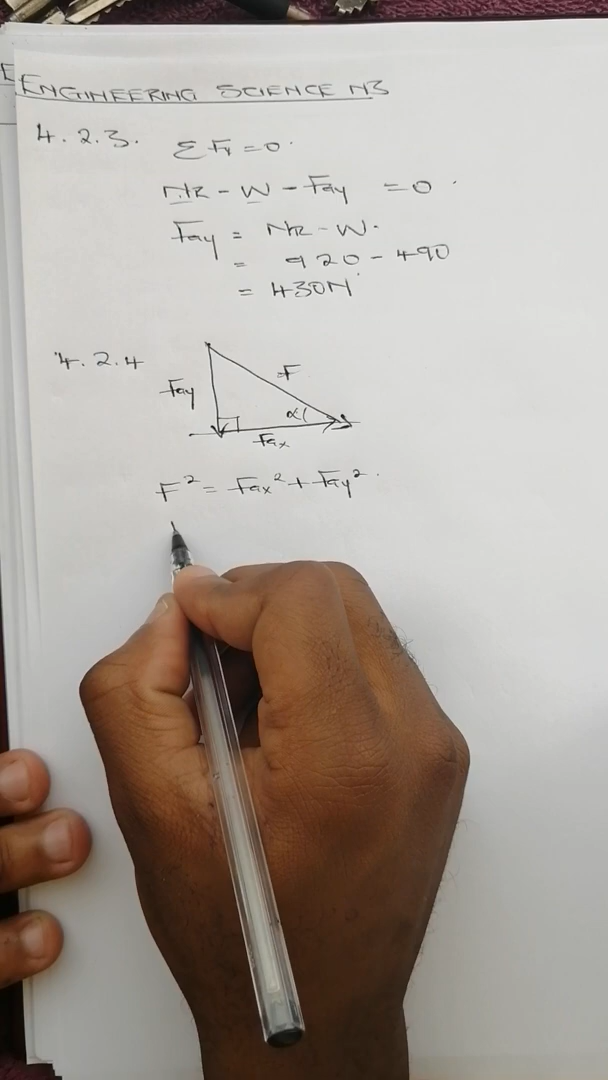 ENGINEERING SCIENCE N3
4.2.3. ΣFy = 0.
NR - W - Fay = 0.
Fay = NR - W.
= 920 - 490
= 430N
4.2.4
Fay
F
α
Fax
F² = Fax² + Fay².